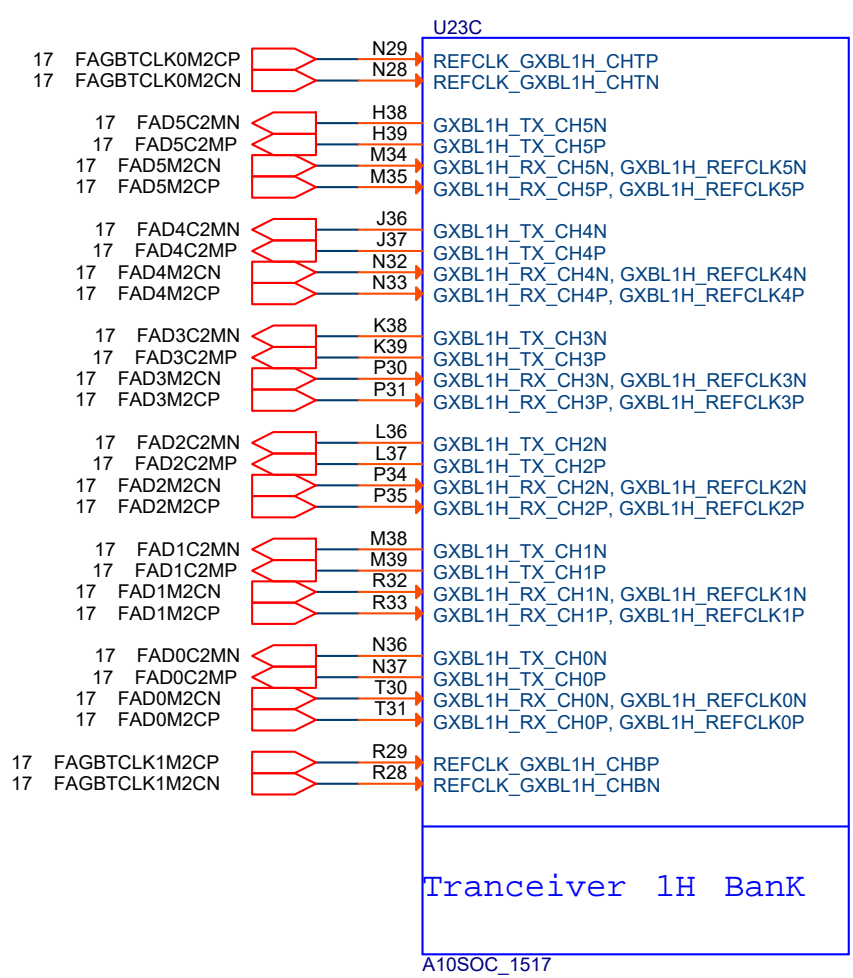 U23C
17 FAGBTCLK0M2CP N29 REFCLK_GXBL1H_CHTP
17 FAGBTCLK0M2CN N28 REFCLK_GXBL1H_CHTN
17 FAD5C2MN H38 GXBL1H_TX_CH5N
17 FAD5C2MP H39 GXBL1H_TX_CH5P
17 FAD5M2CN M34 GXBL1H_RX_CH5N, GXBL1H_REFCLK5N
17 FAD5M2CP M35 GXBL1H_RX_CH5P, GXBL1H_REFCLK5P
17 FAD4C2MN J36 GXBL1H_TX_CH4N
17 FAD4C2MP J37 GXBL1H_TX_CH4P
17 FAD4M2CN N32 GXBL1H_RX_CH4N, GXBL1H_REFCLK4N
17 FAD4M2CP N33 GXBL1H_RX_CH4P, GXBL1H_REFCLK4P
17 FAD3C2MN K38 GXBL1H_TX_CH3N
17 FAD3C2MP K39 GXBL1H_TX_CH3P
17 FAD3M2CN P30 GXBL1H_RX_CH3N, GXBL1H_REFCLK3N
17 FAD3M2CP P31 GXBL1H_RX_CH3P, GXBL1H_REFCLK3P
17 FAD2C2MN L36 GXBL1H_TX_CH2N
17 FAD2C2MP L37 GXBL1H_TX_CH2P
17 FAD2M2CN P34 GXBL1H_RX_CH2N, GXBL1H_REFCLK2N
17 FAD2M2CP P35 GXBL1H_RX_CH2P, GXBL1H_REFCLK2P
17 FAD1C2MN M38 GXBL1H_TX_CH1N
17 FAD1C2MP M39 GXBL1H_TX_CH1P
17 FAD1M2CN R32 GXBL1H_RX_CH1N, GXBL1H_REFCLK1N
17 FAD1M2CP R33 GXBL1H_RX_CH1P, GXBL1H_REFCLK1P
17 FAD0C2MN N36 GXBL1H_TX_CH0N
17 FAD0C2MP N37 GXBL1H_TX_CH0P
17 FAD0M2CN T30 GXBL1H_RX_CH0N, GXBL1H_REFCLK0N
17 FAD0M2CP T31 GXBL1H_RX_CH0P, GXBL1H_REFCLK0P
17 FAGBTCLK1M2CP R29 REFCLK_GXBL1H_CHBP
17 FAGBTCLK1M2CN R28 REFCLK_GXBL1H_CHBN
Tranceiver 1H BanK
A10SOC_1517